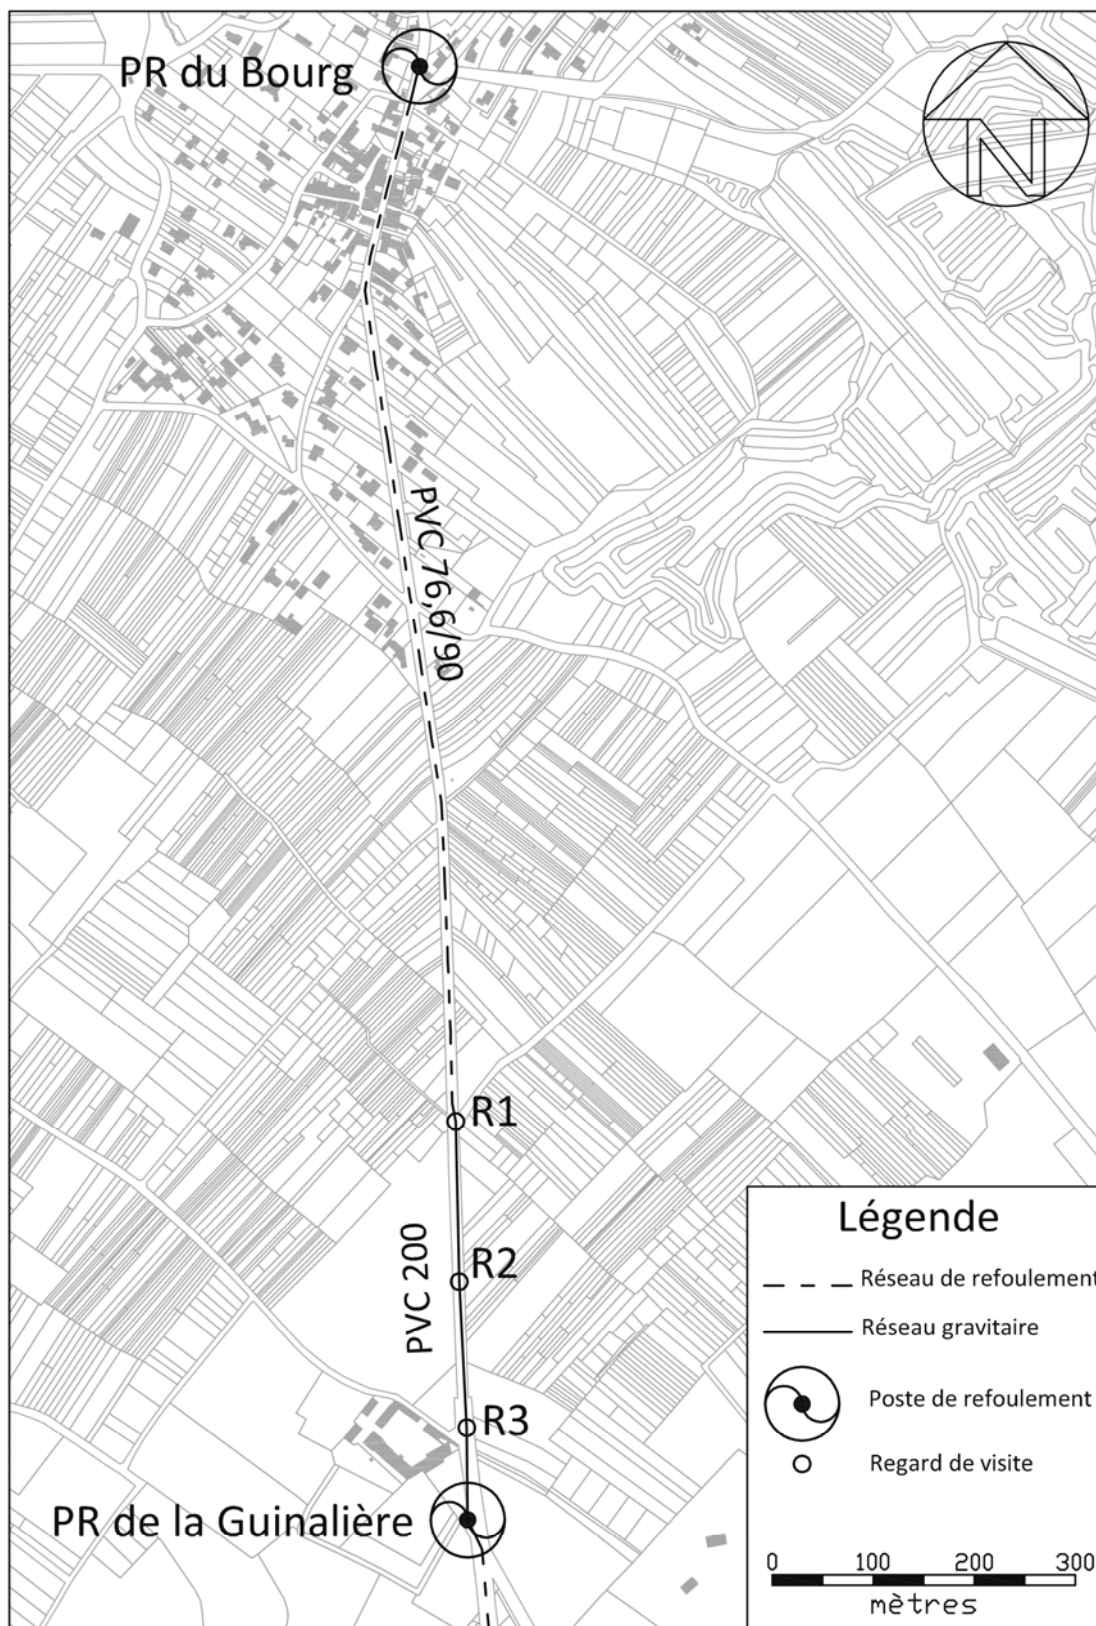 PR du Bourg
N
PVC 76,6/90
R1
PVC 200
R2
R3
PR de la Guinalière
Légende
Réseau de refoulement
Réseau gravitaire
Poste de refoulement
Regard de visite
0 100 200 300
mètres